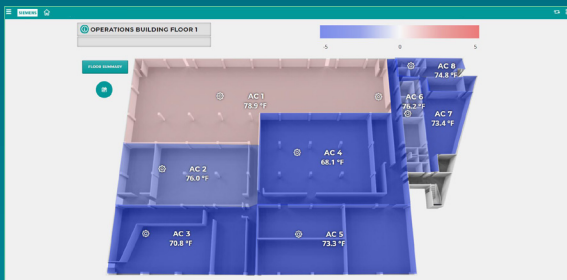 SIEMENS
OPERATIONS BUILDING FLOOR 1
-5 0 5
FLOOR SUMMARY
AC 8
74.8 °F
AC 1
78.9 °F
AC 6
76.2 °F
AC 7
73.4 °F
AC 4
68.1 °F
AC 2
76.0 °F
AC 3
70.8 °F
AC 5
73.3 °F